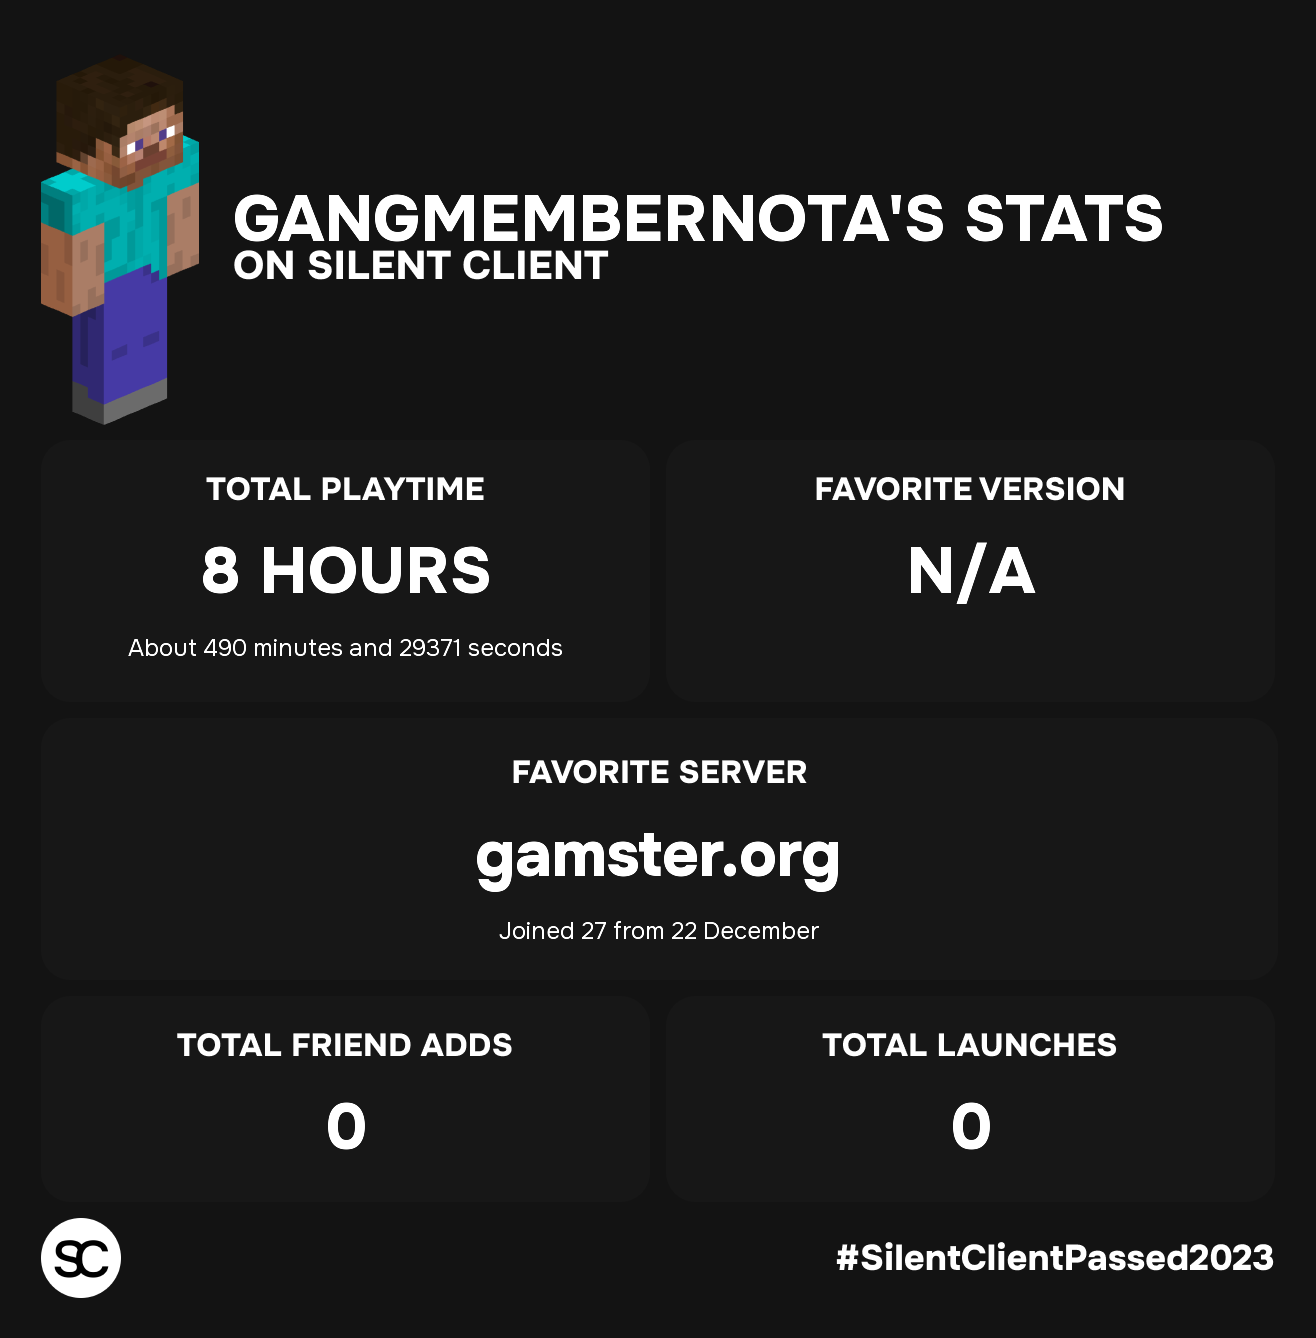 GANGMEMBERNOTA'S STATS
ON SILENT CLIENT
TOTAL PLAYTIME
8 HOURS
About 490 minutes and 29371 seconds
FAVORITE VERSION
N/A
FAVORITE SERVER
gamster.org
Joined 27 from 22 December
TOTAL FRIEND ADDS
0
TOTAL LAUNCHES
0
SC
#SilentClientPassed2023